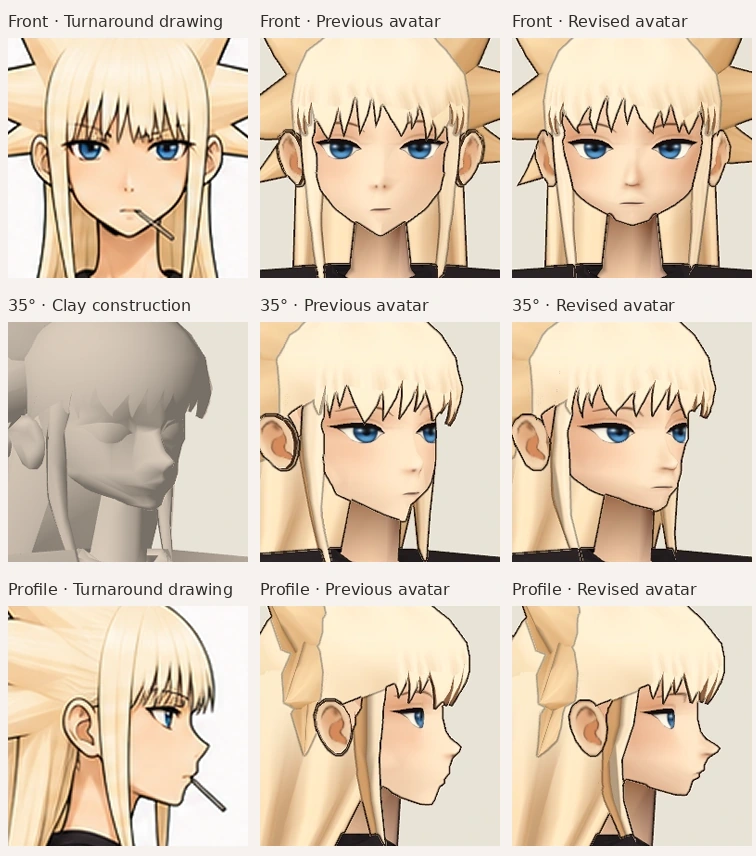 Front · Turnaround drawing
Front · Previous avatar
Front · Revised avatar
35° · Clay construction
35° · Previous avatar
35° · Revised avatar
Profile · Turnaround drawing
Profile · Previous avatar
Profile · Revised avatar